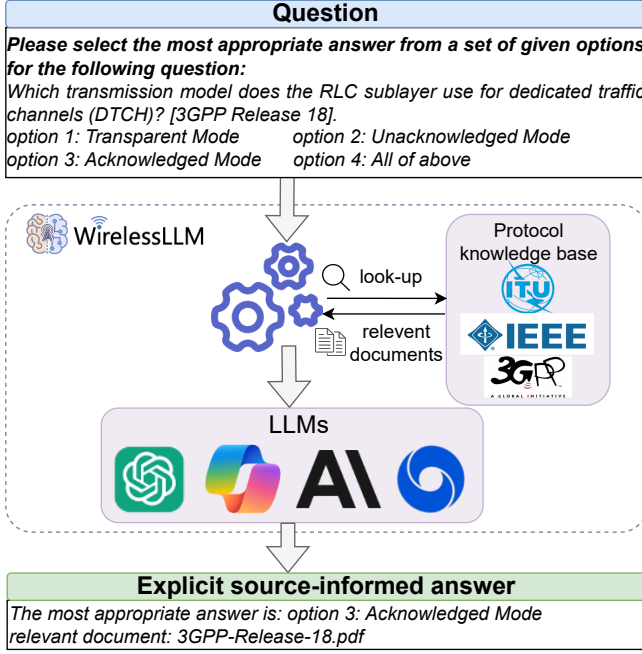 Question
Please select the most appropriate answer from a set of given options
for the following question:
Which transmission model does the RLC sublayer use for dedicated traffic
channels (DTCH)? [3GPP Release 18].
option 1: Transparent Mode option 2: Unacknowledged Mode
option 3: Acknowledged Mode option 4: All of above
WirelessLLM
Protocol
knowledge base
look-up
relevent
documents
ITU
IEEE
3GPP
A GLOBAL INITIATIVE
LLMs
AI
Explicit source-informed answer
The most appropriate answer is: option 3: Acknowledged Mode
relevant document: 3GPP-Release-18.pdf